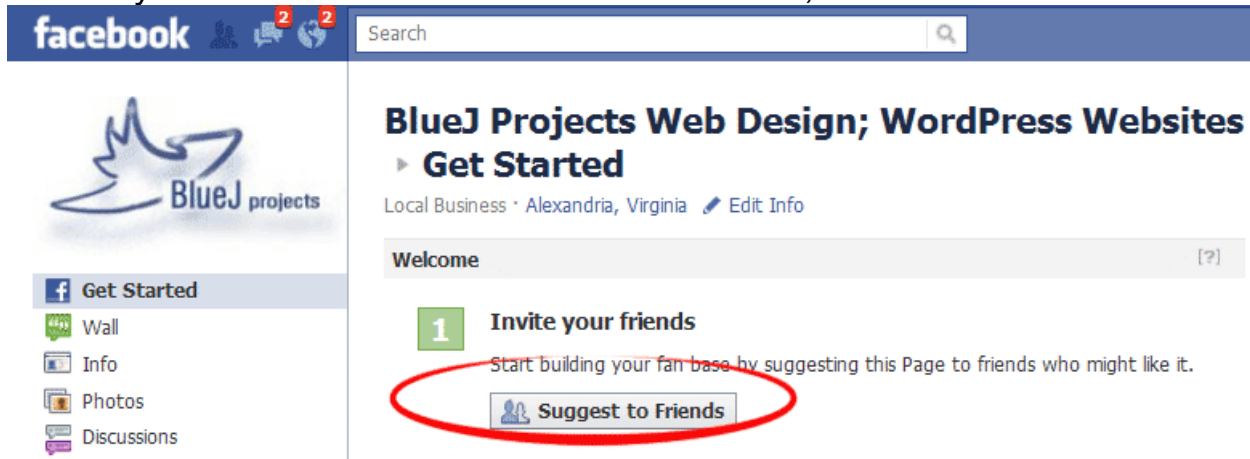 facebook 2 2 Search
BlueJ projects
BlueJ Projects Web Design; WordPress Websites
Get Started
Local Business · Alexandria, Virginia Edit Info
Welcome [?]
Get Started
Wall
Info
Photos
Discussions
1 Invite your friends
Start building your fan base by suggesting this Page to friends who might like it.
Suggest to Friends